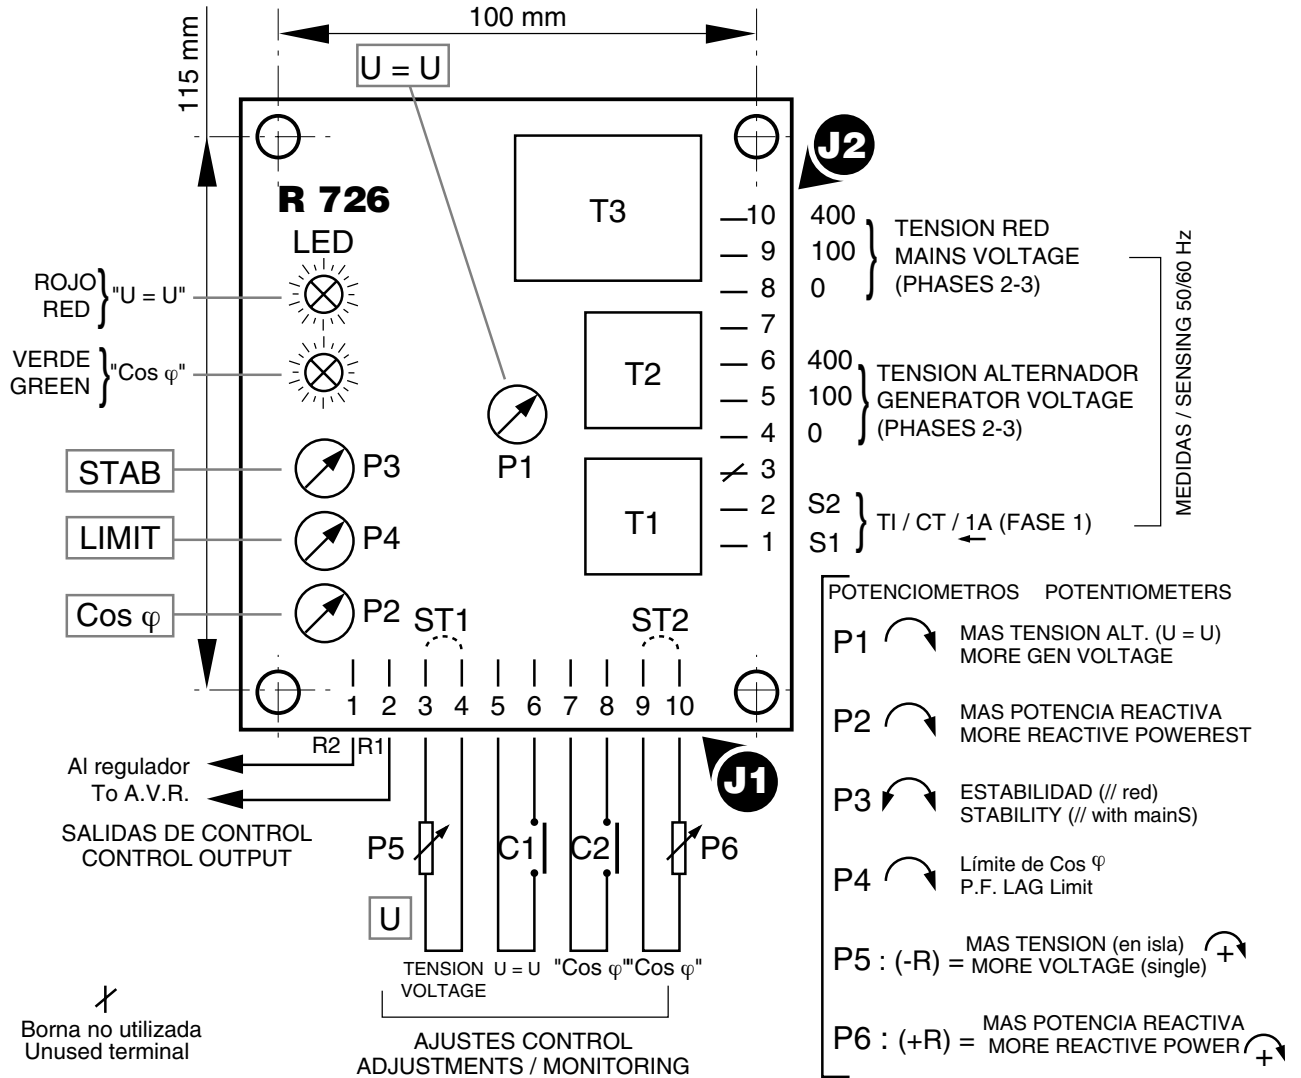 100 mm
115 mm
U = U
J2
R 726
LED
T3
10 400
9 100
8 0
TENSION RED
MAINS VOLTAGE
(PHASES 2-3)
ROJO
RED
"U = U"
7
VERDE
GREEN
"Cos φ"
T2
6 400
5 100
4 0
TENSION ALTERNADOR
GENERATOR VOLTAGE
(PHASES 2-3)
MEDIDAS / SENSING 50/60 Hz
P1
STAB
P3
3
T1
2 S2
1 S1
TI / CT / 1A (FASE 1)
LIMIT
P4
Cos φ
P2
ST1
ST2
1 2 3 4 5 6 7 8 9 10
R2 R1
J1
Al regulador
To A.V.R.
SALIDAS DE CONTROL
CONTROL OUTPUT
P5
C1
C2
P6
U
TENSION
VOLTAGE
U = U
"Cos φ"
"Cos φ"
AJUSTES CONTROL
ADJUSTMENTS / MONITORING
Borna no utilizada
Unused terminal
POTENCIOMETROS POTENTIOMETERS
P1 MAS TENSION ALT. (U = U)
MORE GEN VOLTAGE
P2 MAS POTENCIA REACTIVA
MORE REACTIVE POWEREST
P3 ESTABILIDAD (// red)
STABILITY (// with mainS)
P4 Límite de Cos φ
P.F. LAG Limit
P5 : (-R) = MAS TENSION (en isla)
MORE VOLTAGE (single) +
P6 : (+R) = MAS POTENCIA REACTIVA
MORE REACTIVE POWER +